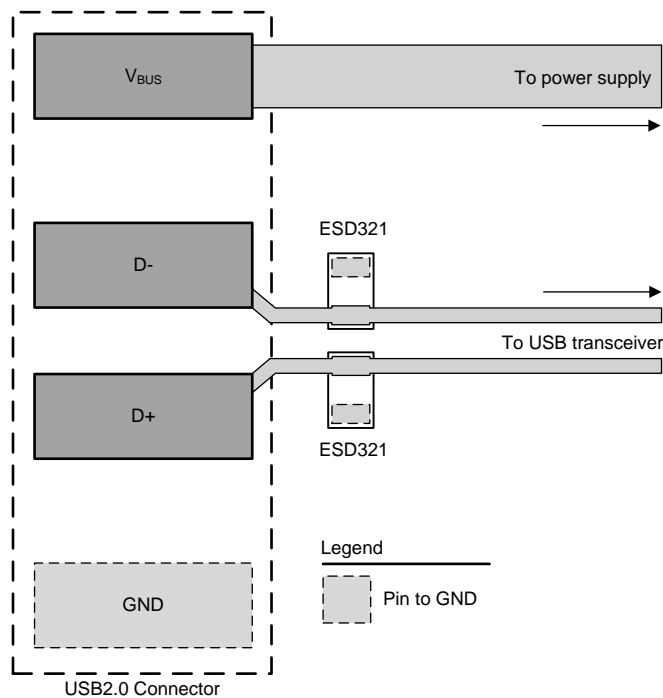 VBUS
To power supply
ESD321
D-
To USB transceiver
D+
ESD321
Legend
GND
Pin to GND
USB2.0 Connector